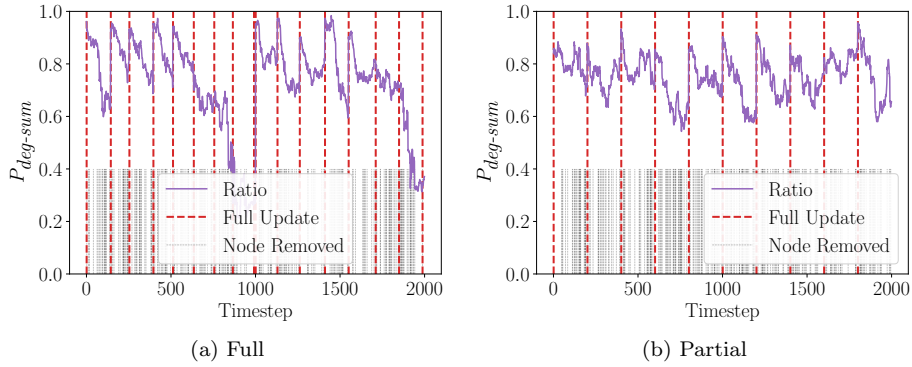 1.0
0.8
0.6
0.4
0.2
0.0
P_deg-sum
Ratio
Full Update
Node Removed
0
500
1000
1500
2000
Timestep
(a) Full
1.0
0.8
0.6
0.4
0.2
0.0
P_deg-sum
Ratio
Full Update
Node Removed
0
500
1000
1500
2000
Timestep
(b) Partial